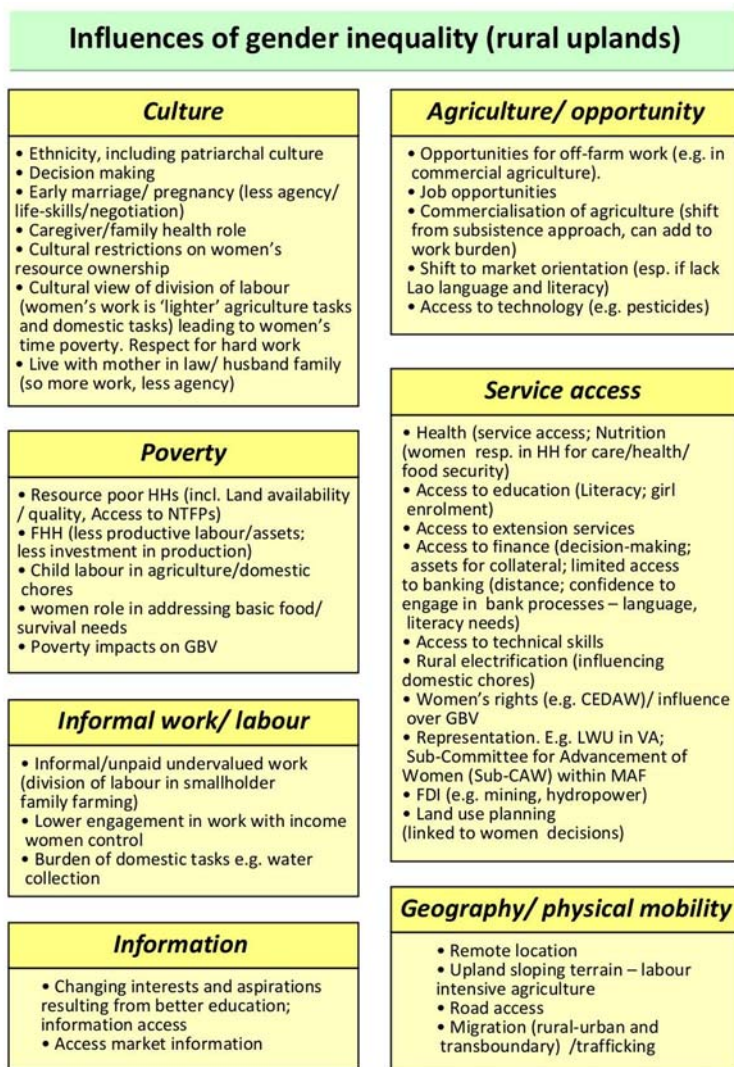 Influences of gender inequality (rural uplands)
Culture
• Ethnicity, including patriarchal culture
• Decision making
• Early marriage/ pregnancy (less agency/
life-skills/negotiation)
• Caregiver/family health role
• Cultural restrictions on women's
resource ownership
• Cultural view of division of labour
(women's work is 'lighter' agriculture tasks
and domestic tasks) leading to women's
time poverty. Respect for hard work
• Live with mother in law/ husband family
(so more work, less agency)
Poverty
• Resource poor HHs (incl. Land availability
/ quality, Access to NTFPs)
• FHH (less productive labour/assets;
less investment in production)
• Child labour in agriculture/domestic
chores
• women role in addressing basic food/
survival needs
• Poverty impacts on GBV
Informal work/ labour
• Informal/unpaid undervalued work
(division of labour in smallholder
family farming)
• Lower engagement in work with income
women control
• Burden of domestic tasks e.g. water
collection
Information
• Changing interests and aspirations
resulting from better education;
information access
• Access market information
Agriculture/ opportunity
• Opportunities for off-farm work (e.g. in
commercial agriculture).
• Job opportunities
• Commercialisation of agriculture (shift
from subsistence approach, can add to
work burden)
• Shift to market orientation (esp. if lack
Lao language and literacy)
• Access to technology (e.g. pesticides)
Service access
• Health (service access; Nutrition
(women resp. in HH for care/health/
food security)
• Access to education (Literacy; girl
enrolment)
• Access to extension services
• Access to finance (decision-making;
assets for collateral; limited access
to banking (distance; confidence to
engage in bank processes – language,
literacy needs)
• Access to technical skills
• Rural electrification (influencing
domestic chores)
• Women's rights (e.g. CEDAW)/ influence
over GBV
• Representation. E.g. LWU in VA;
Sub-Committee for Advancement of
Women (Sub-CAW) within MAF
• FDI (e.g. mining, hydropower)
• Land use planning
(linked to women decisions)
Geography/ physical mobility
• Remote location
• Upland sloping terrain – labour
intensive agriculture
• Road access
• Migration (rural-urban and
transboundary) /trafficking